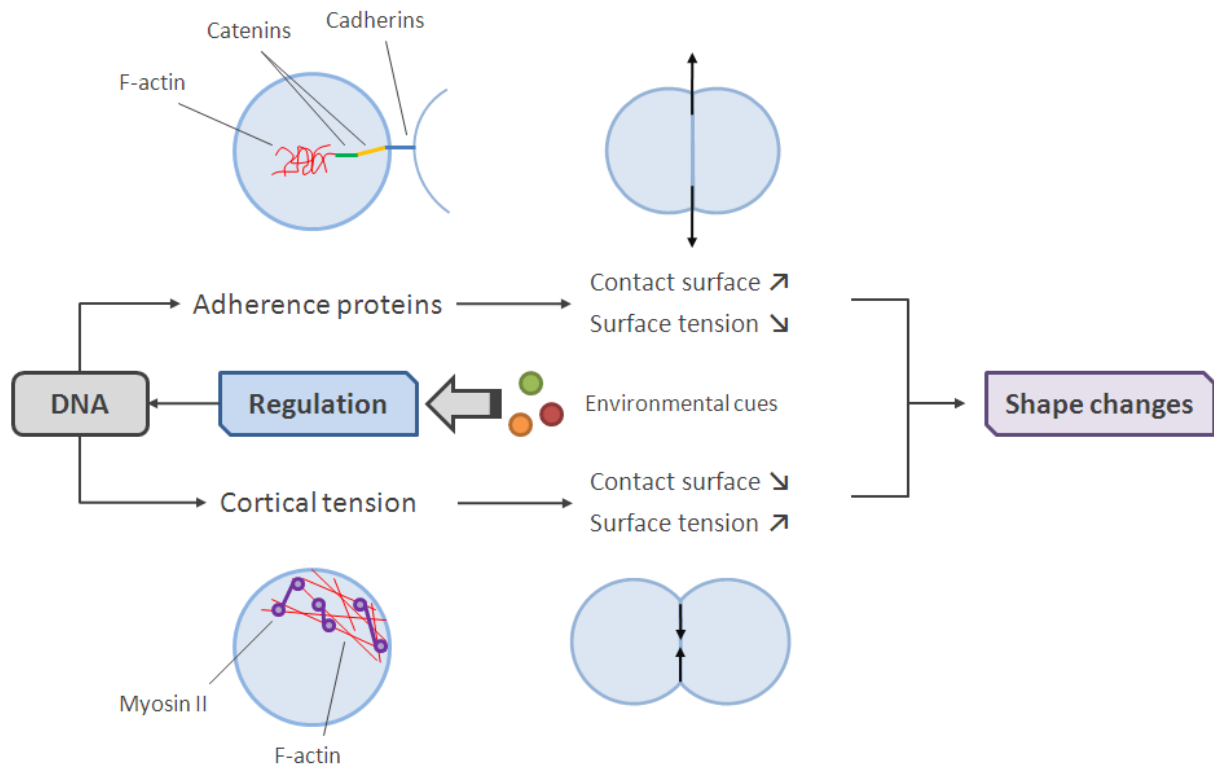 Cadherins
Catenins
F-actin
Contact surface ↗
Adherence proteins
Surface tension ↘
DNA
Regulation
Environmental cues
Shape changes
Contact surface ↘
Cortical tension
Surface tension ↗
Myosin II
F-actin